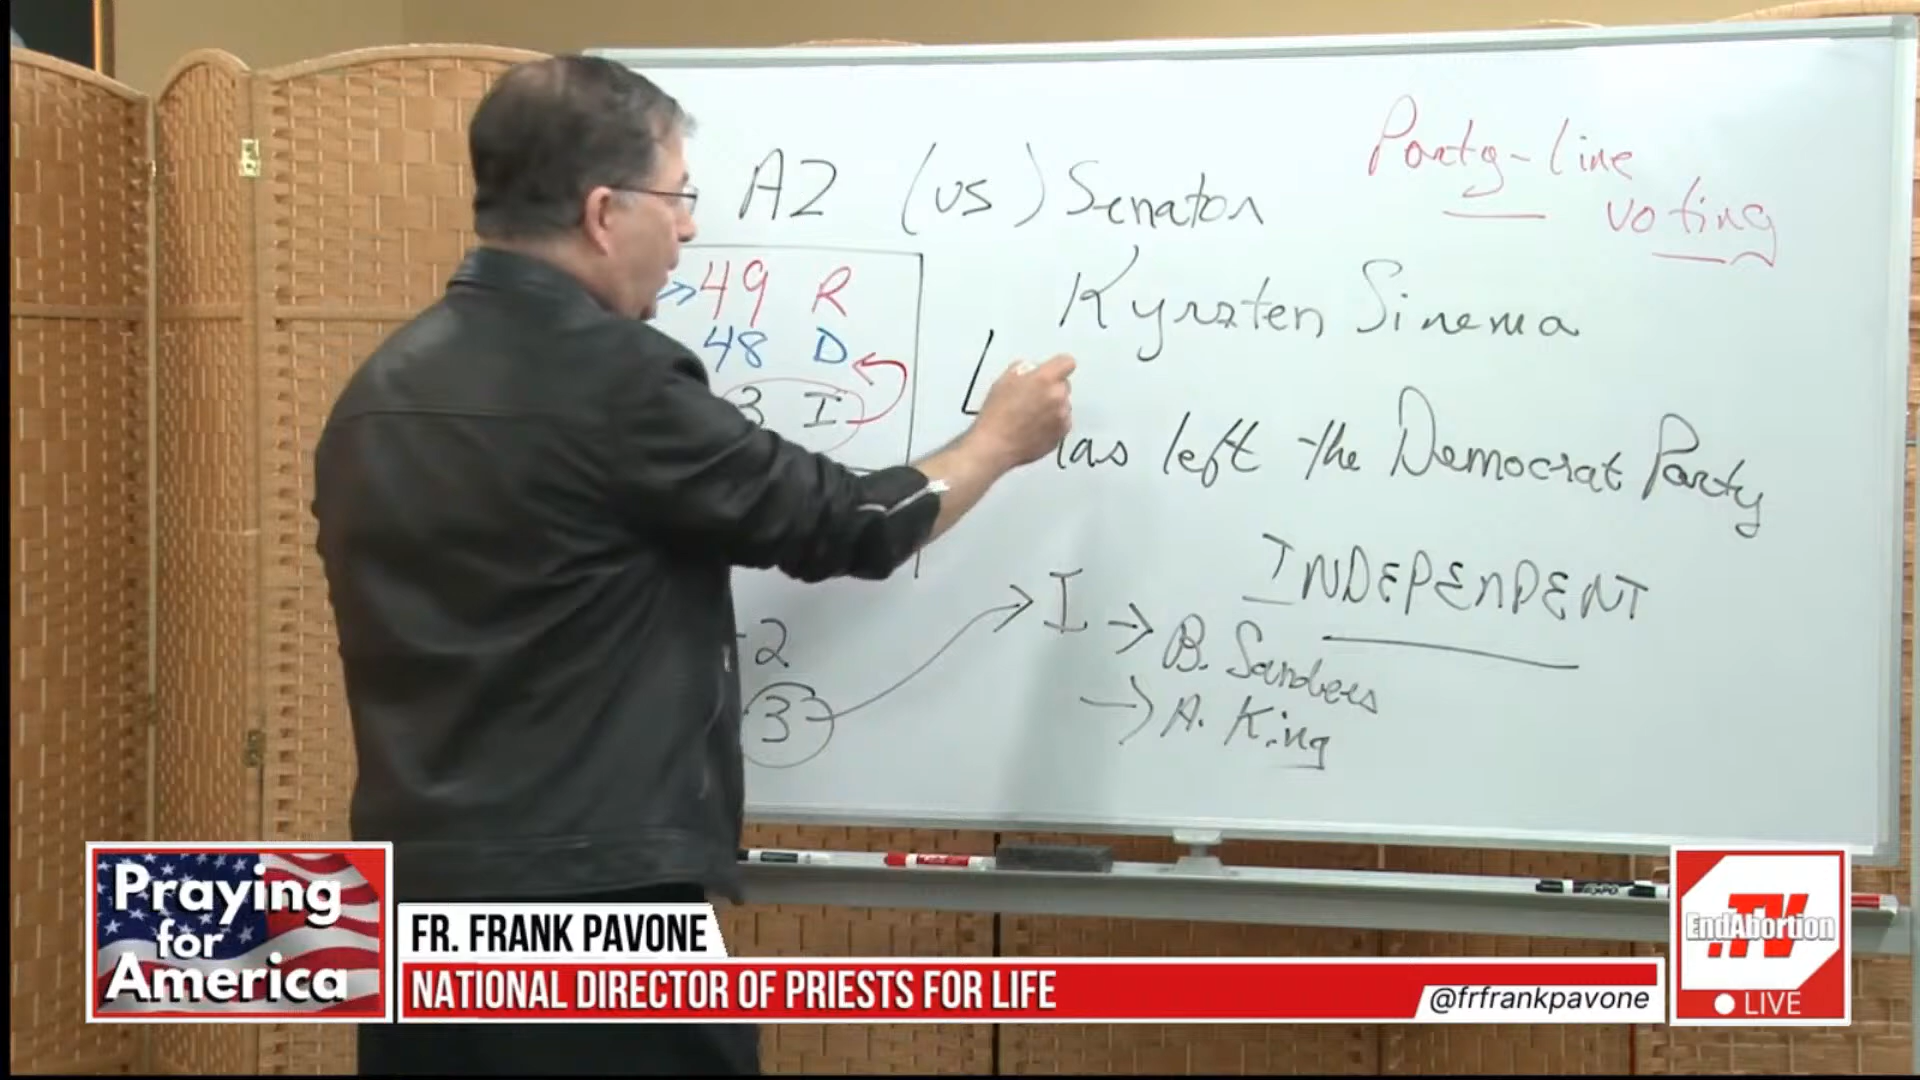 AZ (US) Senator
Party-line
voting
Kyrsten Sinema
49 R
48 D
3 I
has left the Democrat Party
INDEPENDENT
-2
3
I → B. Sanders
→ A. King
Praying
for
America
FR. FRANK PAVONE
NATIONAL DIRECTOR OF PRIESTS FOR LIFE
@frfrankpavone
.TV
EndAbortion
LIVE